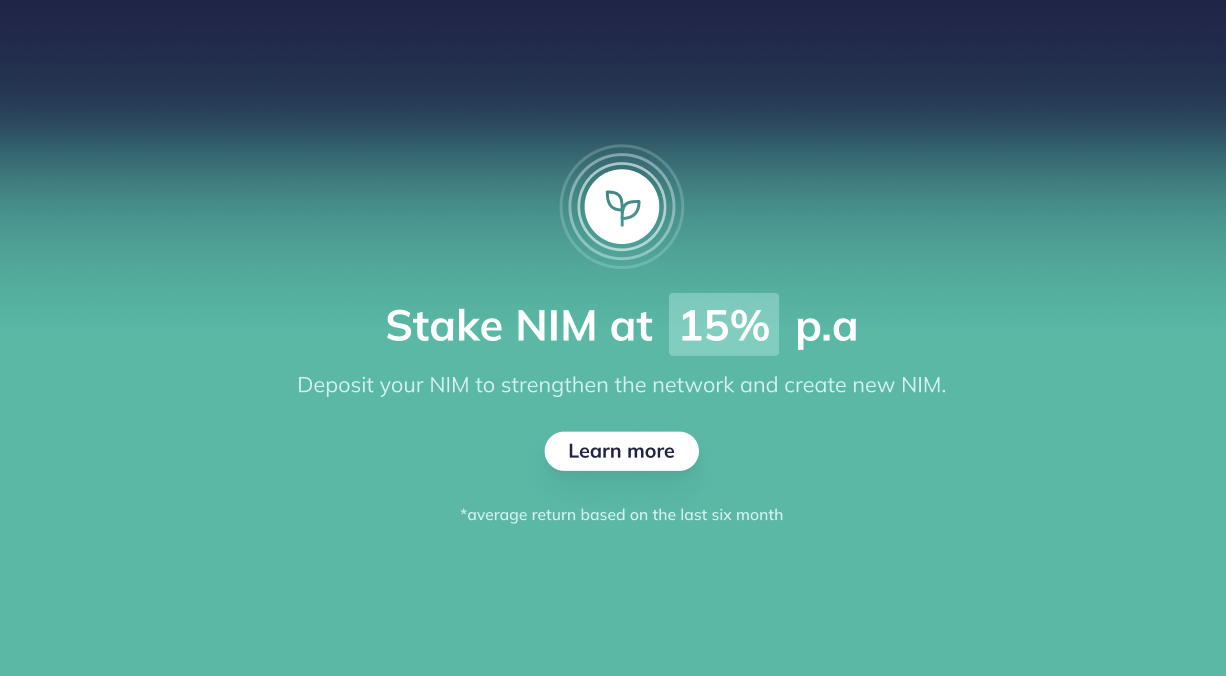 Stake NIM at 15% p.a
Deposit your NIM to strengthen the network and create new NIM.
Learn more
*average return based on the last six month